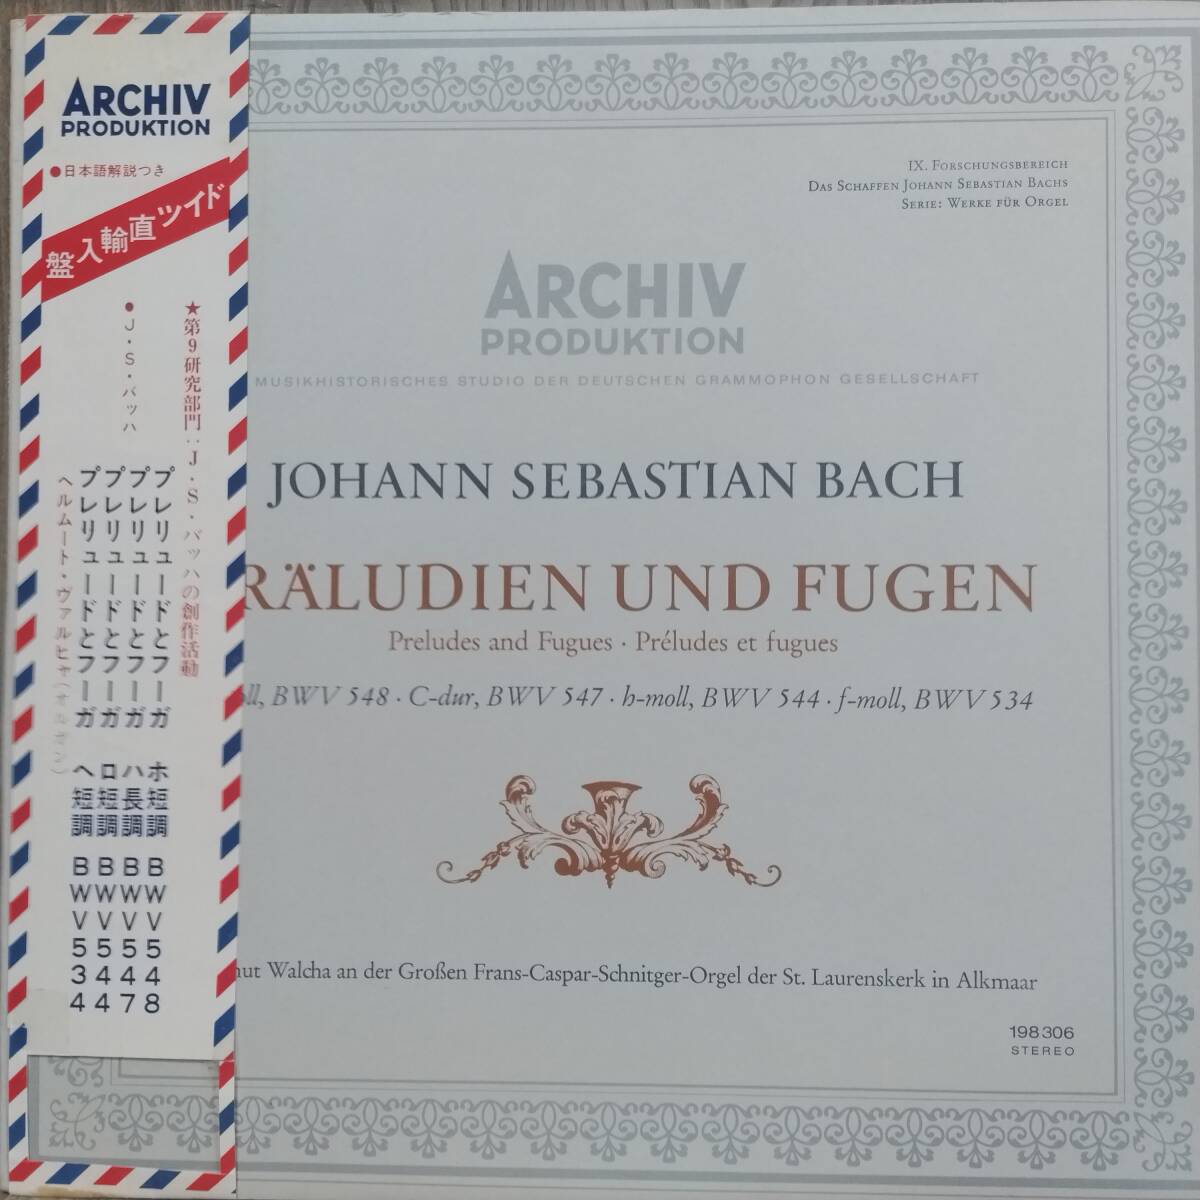 ARCHIV
PRODUKTION
●日本語解説つき
ドイツ直輸入盤
★第9研究部門:J・S・バッハの創作活動
●J・S・バッハ
プレリュードとフーガ ホ短調 BWV548
プレリュードとフーガ ハ長調 BWV547
プレリュードとフーガ ロ短調 BWV544
プレリュードとフーガ ヘ短調 BWV534
ヘルムート・ヴァルヒャ(オルガン)
IX. FORSCHUNGSBEREICH
DAS SCHAFFEN JOHANN SEBASTIAN BACHS
SERIE: WERKE FÜR ORGEL
ARCHIV
PRODUKTION
MUSIKHISTORISCHES STUDIO DER DEUTSCHEN GRAMMOPHON GESELLSCHAFT
JOHANN SEBASTIAN BACH
RÄLUDIEN UND FUGEN
Preludes and Fugues · Préludes et fugues
oll, BWV 548 · C-dur, BWV 547 · h-moll, BWV 544 · f-moll, BWV 534
nut Walcha an der Großen Frans-Caspar-Schnitger-Orgel der St. Laurenskerk in Alkmaar
198 306
STEREO